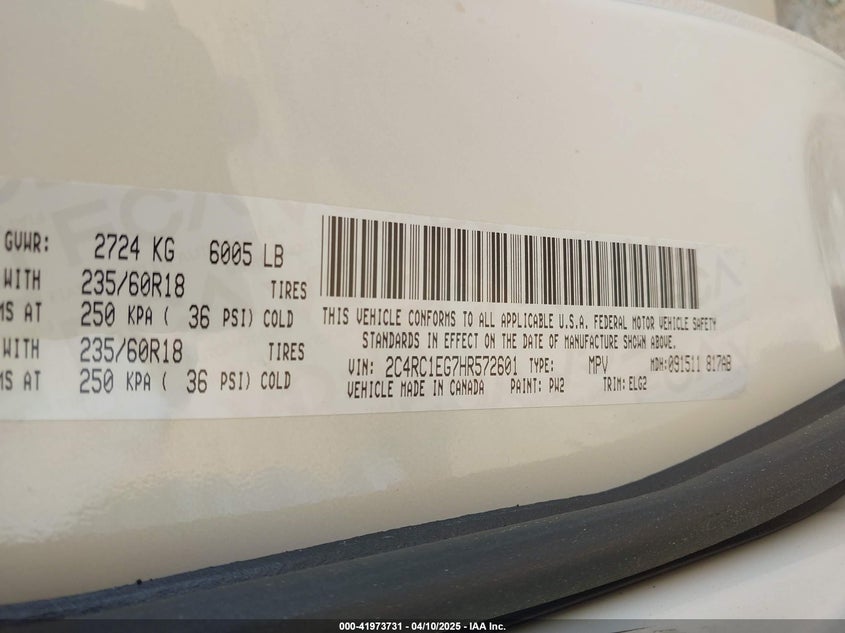 GVWR: 2724 KG 6005 LB
WITH 235/60R18 TIRES
MS AT 250 KPA ( 36 PSI) COLD
WITH 235/60R18 TIRES
MS AT 250 KPA ( 36 PSI) COLD
THIS VEHICLE CONFORMS TO ALL APPLICABLE U.S.A. FEDERAL MOTOR VEHICLE SAFETY
STANDARDS IN EFFECT ON THE DATE OF MANUFACTURE SHOWN ABOVE.
VIN: 2C4RC1EG7HR572601 TYPE: MPV MDH:091511 817AB
VEHICLE MADE IN CANADA PAINT: PW2 TRIM: ELG2
000-41973731 - 04/10/2025 - IAA Inc.